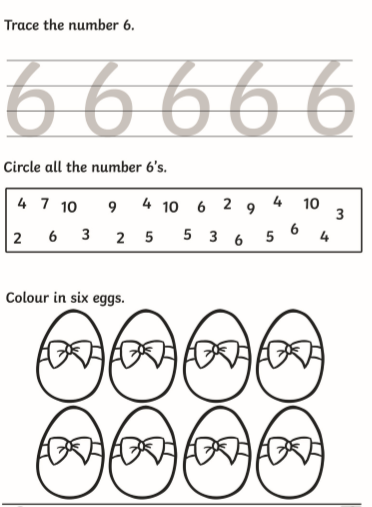 Trace the number 6.
6 6 6 6 6
Circle all the number 6's.
4 7 10 9 4 10 6 2 9 4 10 3
2 6 3 2 5 5 3 6 5 6 4
Colour in six eggs.